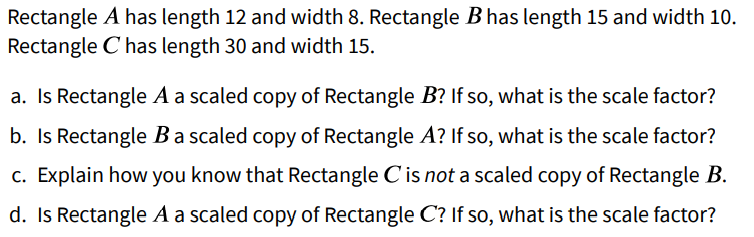 Rectangle A has length 12 and width 8. Rectangle B has length 15 and width 10.
Rectangle C has length 30 and width 15.
a. Is Rectangle A a scaled copy of Rectangle B? If so, what is the scale factor?
b. Is Rectangle B a scaled copy of Rectangle A? If so, what is the scale factor?
c. Explain how you know that Rectangle C is not a scaled copy of Rectangle B.
d. Is Rectangle A a scaled copy of Rectangle C? If so, what is the scale factor?